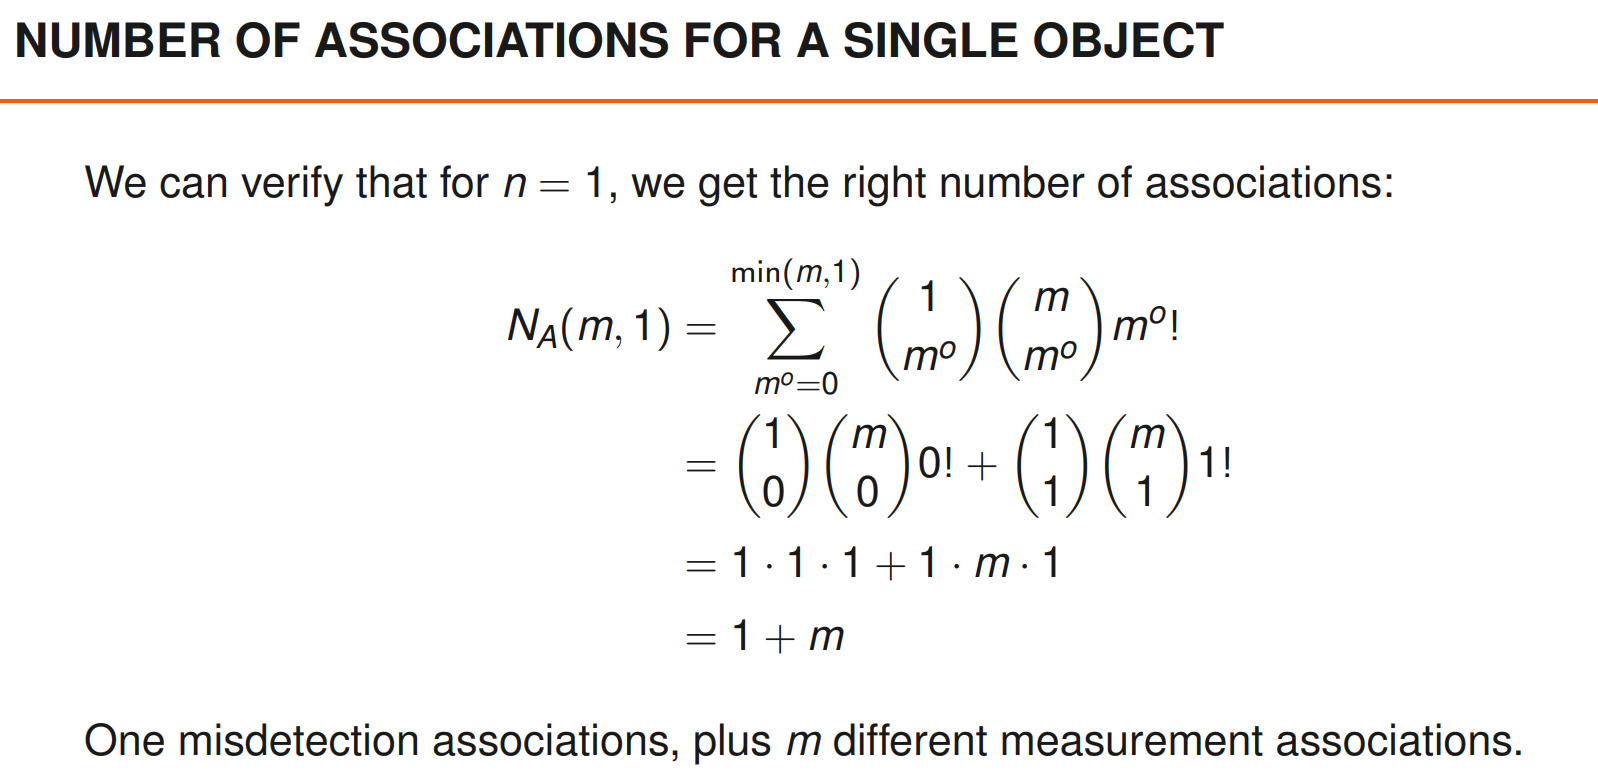 NUMBER OF ASSOCIATIONS FOR A SINGLE OBJECT
We can verify that for n = 1, we get the right number of associations:
$N_A(m, 1) = \sum_{m^o=0}^{\min(m,1)} \binom{1}{m^o} \binom{m}{m^o} m^o!$
$= \binom{1}{0} \binom{m}{0} 0! + \binom{1}{1} \binom{m}{1} 1!$
$= 1 \cdot 1 \cdot 1 + 1 \cdot m \cdot 1$
$= 1 + m$
One misdetection associations, plus m different measurement associations.